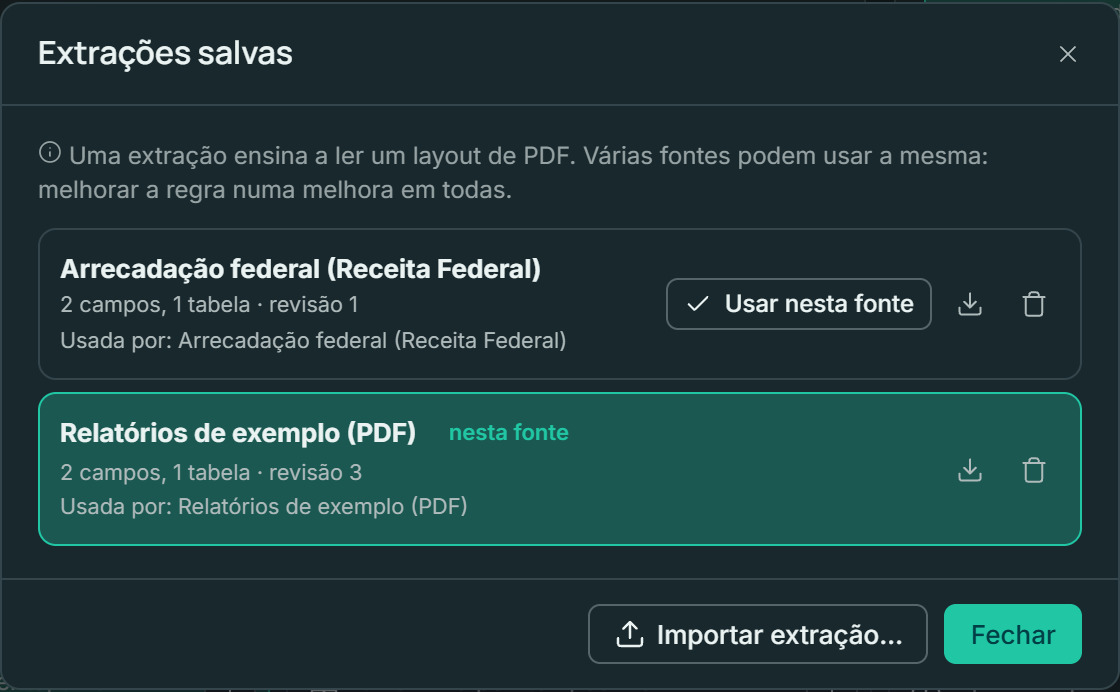 Extrações salvas
Uma extração ensina a ler um layout de PDF. Várias fontes podem usar a mesma:
melhorar a regra numa melhora em todas.
Arrecadação federal (Receita Federal)
2 campos, 1 tabela · revisão 1
Usada por: Arrecadação federal (Receita Federal)
Usar nesta fonte
Relatórios de exemplo (PDF) nesta fonte
2 campos, 1 tabela · revisão 3
Usada por: Relatórios de exemplo (PDF)
Importar extração...
Fechar